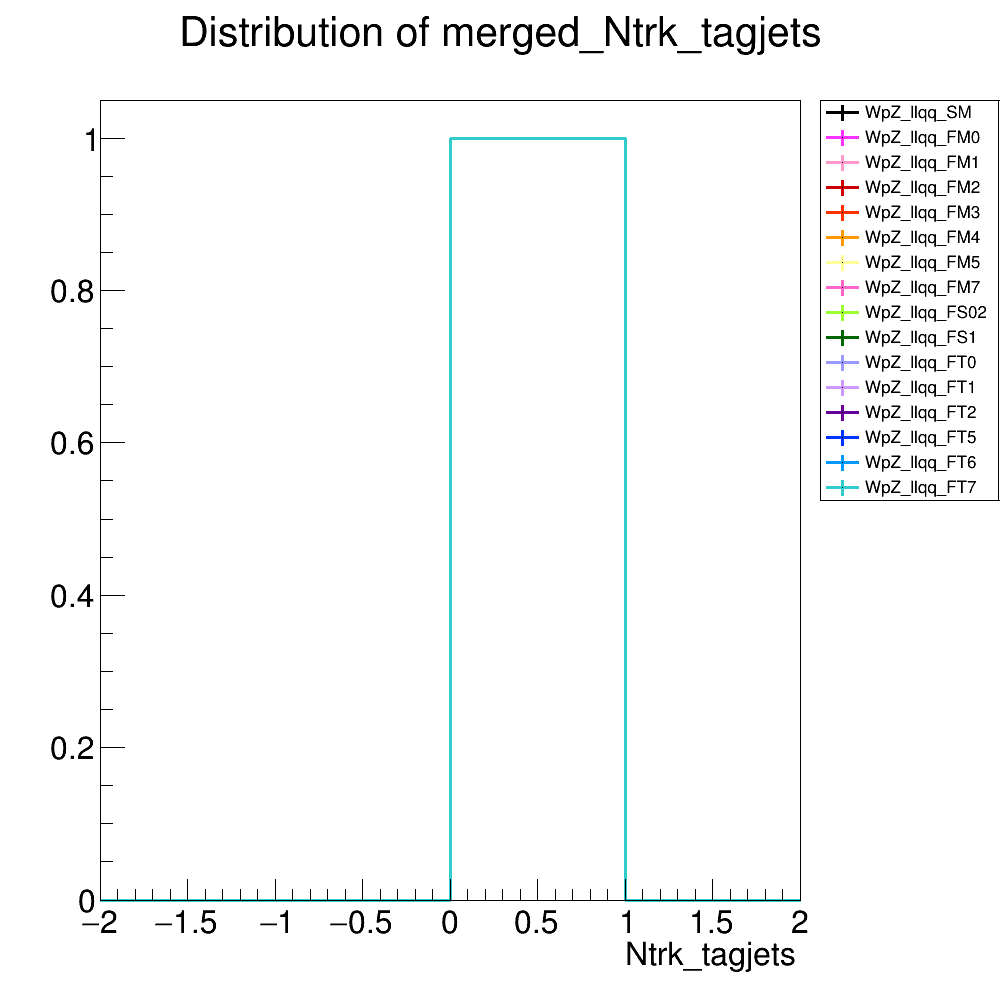 Distribution of merged_Ntrk_tagjets
1
0.8
0.6
0.4
0.2
0
−2 −1.5 −1 −0.5 0 0.5 1 1.5 2
Ntrk_tagjets
WpZ_llqq_SM
WpZ_llqq_FM0
WpZ_llqq_FM1
WpZ_llqq_FM2
WpZ_llqq_FM3
WpZ_llqq_FM4
WpZ_llqq_FM5
WpZ_llqq_FM7
WpZ_llqq_FS02
WpZ_llqq_FS1
WpZ_llqq_FT0
WpZ_llqq_FT1
WpZ_llqq_FT2
WpZ_llqq_FT5
WpZ_llqq_FT6
WpZ_llqq_FT7